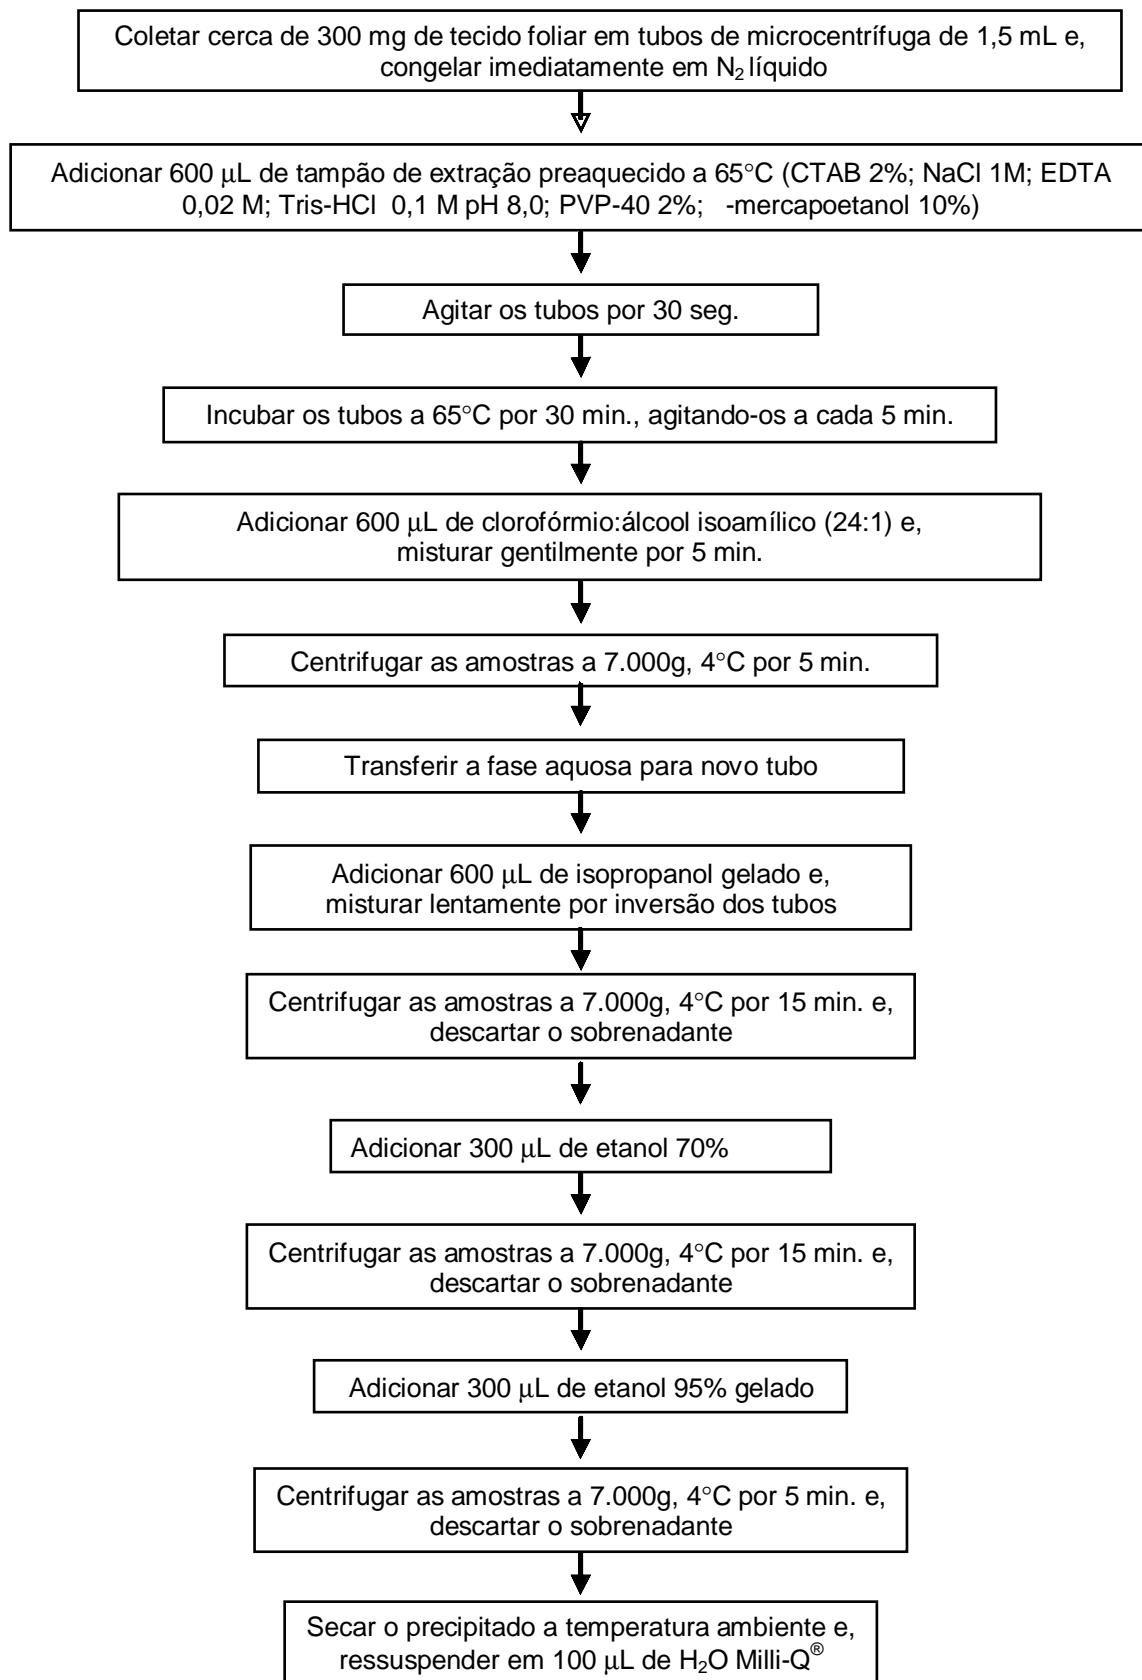 Coletar cerca de 300 mg de tecido foliar em tubos de microcentrífuga de 1,5 mL e,
congelar imediatamente em N₂ líquido
Adicionar 600 μL de tampão de extração preaquecido a 65°C (CTAB 2%; NaCl 1M; EDTA
0,02 M; Tris-HCl 0,1 M pH 8,0; PVP-40 2%; -mercapoetanol 10%)
Agitar os tubos por 30 seg.
Incubar os tubos a 65°C por 30 min., agitando-os a cada 5 min.
Adicionar 600 μL de clorofórmio:álcool isoamílico (24:1) e,
misturar gentilmente por 5 min.
Centrifugar as amostras a 7.000g, 4°C por 5 min.
Transferir a fase aquosa para novo tubo
Adicionar 600 μL de isopropanol gelado e,
misturar lentamente por inversão dos tubos
Centrifugar as amostras a 7.000g, 4°C por 15 min. e,
descartar o sobrenadante
Adicionar 300 μL de etanol 70%
Centrifugar as amostras a 7.000g, 4°C por 15 min. e,
descartar o sobrenadante
Adicionar 300 μL de etanol 95% gelado
Centrifugar as amostras a 7.000g, 4°C por 5 min. e,
descartar o sobrenadante
Secar o precipitado a temperatura ambiente e,
ressuspender em 100 μL de H₂O Milli-Q®